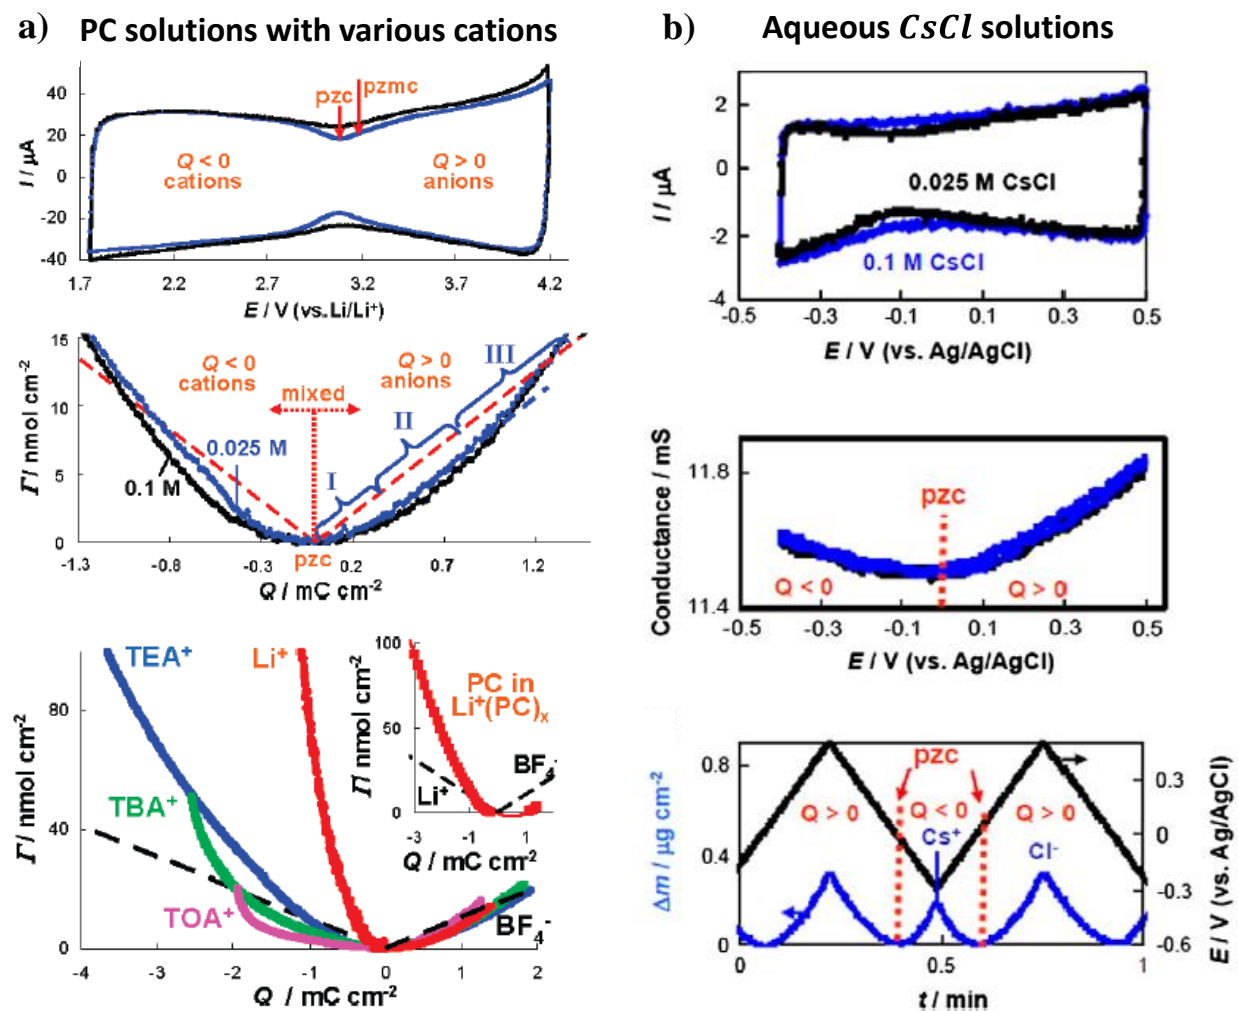 a) PC solutions with various cations
40
20
0
-20
-40
I / µA
pzc
pzmc
Q < 0
cations
Q > 0
anions
1.7 2.2 2.7 3.2 3.7 4.2
E / V (vs.Li/Li⁺)
15
10
5
0
Γ / nmol cm⁻²
Q < 0
cations
mixed
Q > 0
anions
I
II
III
0.025 M
0.1 M
pzc
-1.3 -0.8 -0.3 0.2 0.7 1.2
Q / mC cm⁻²
80
40
0
Γ / nmol cm⁻²
TEA⁺
Li⁺
TBA⁺
TOA⁺
BF₄⁻
100
50
0
Γ / nmol cm⁻²
PC in
Li⁺(PC)ₓ
Li⁺
BF₄⁻
-3 -1 1
Q / mC cm⁻²
-4 -3 -2 -1 0 1 2
Q / mC cm⁻²
b) Aqueous CsCl solutions
2
0
-2
-4
I / µA
0.025 M CsCl
0.1 M CsCl
-0.5 -0.3 -0.1 0.1 0.3 0.5
E / V (vs. Ag/AgCl)
11.8
11.4
Conductance / mS
pzc
Q < 0
Q > 0
-0.5 -0.3 -0.1 0.1 0.3 0.5
E / V (vs. Ag/AgCl)
0.8
0.4
0
Δm / µg cm⁻²
pzc
Q > 0
Q < 0
Q > 0
Cs⁺
Cl⁻
0.3
0
-0.3
-0.6
E / V (vs. Ag/AgCl)
0 0.5 1
t / min